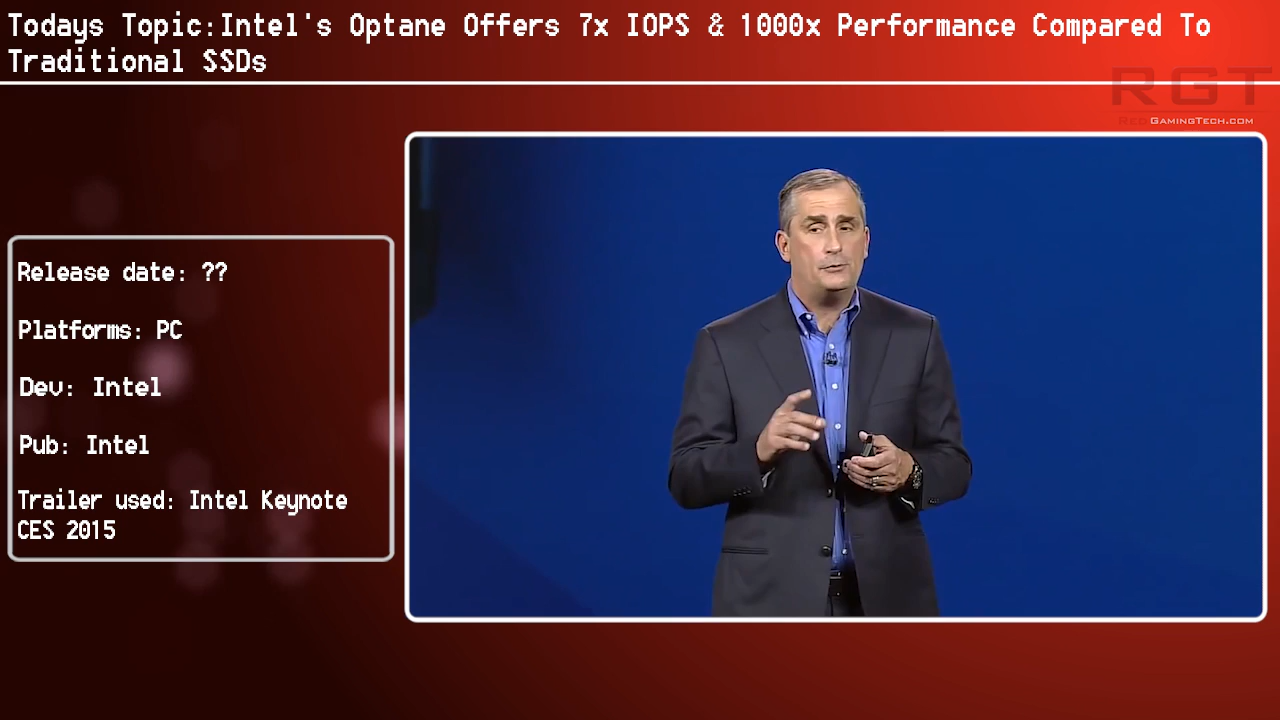 Todays Topic:Intel's Optane Offers 7x IOPS & 1000x Performance Compared To
Traditional SSDs
RGT
RedGamingTech.com
Release date: ??
Platforms: PC
Dev: Intel
Pub: Intel
Trailer used: Intel Keynote
CES 2015